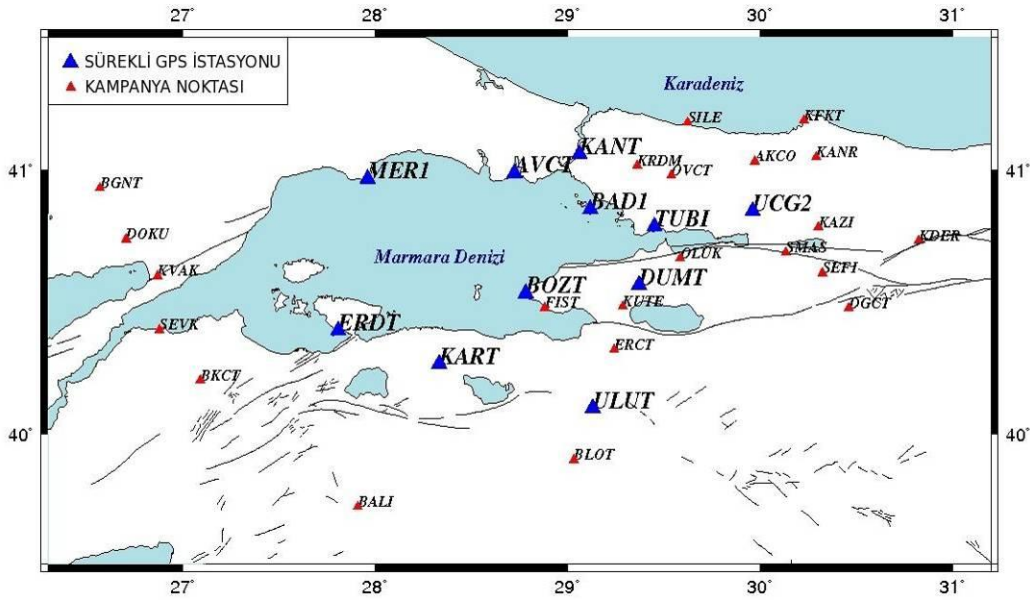 27° 28° 29° 30° 31°
SÜREKLİ GPS İSTASYONU
KAMPANYA NOKTASI
Karadeniz
SILE
KFKT
KANT
AVCT
KRDM
OVCT
AKCO
KANR
41° 41°
MER1
BGNT
BAD1
UCG2
TUBI
KAZI
DOKU
KDER
Marmara Denizi
OLUK
SMAS
KVAK
SEFI
BOZT
DUMT
FIST
KUTE
DGCT
SEVK
ERDT
ERCT
KART
BKCT
ULUT
40° 40°
BLOT
BALI
27° 28° 29° 30° 31°